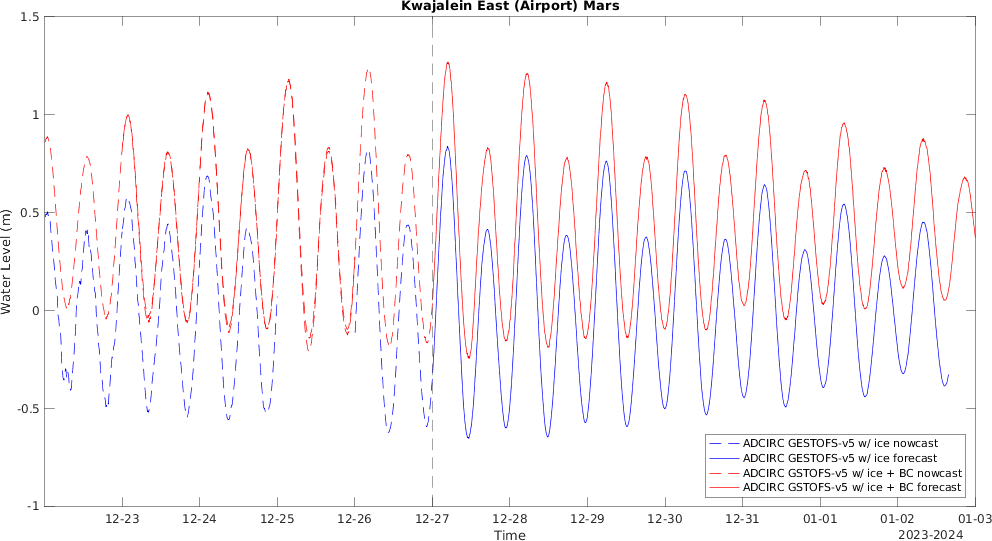 Kwajalein East (Airport) Mars
1.5
1
0.5
0
-0.5
-1
Water Level (m)
12-23 12-24 12-25 12-26 12-27 12-28 12-29 12-30 12-31 01-01 01-02 01-03
Time
2023-2024
ADCIRC GESTOFS-v5 w/ ice nowcast
ADCIRC GESTOFS-v5 w/ ice forecast
ADCIRC GSTOFS-v5 w/ ice + BC nowcast
ADCIRC GSTOFS-v5 w/ ice + BC forecast